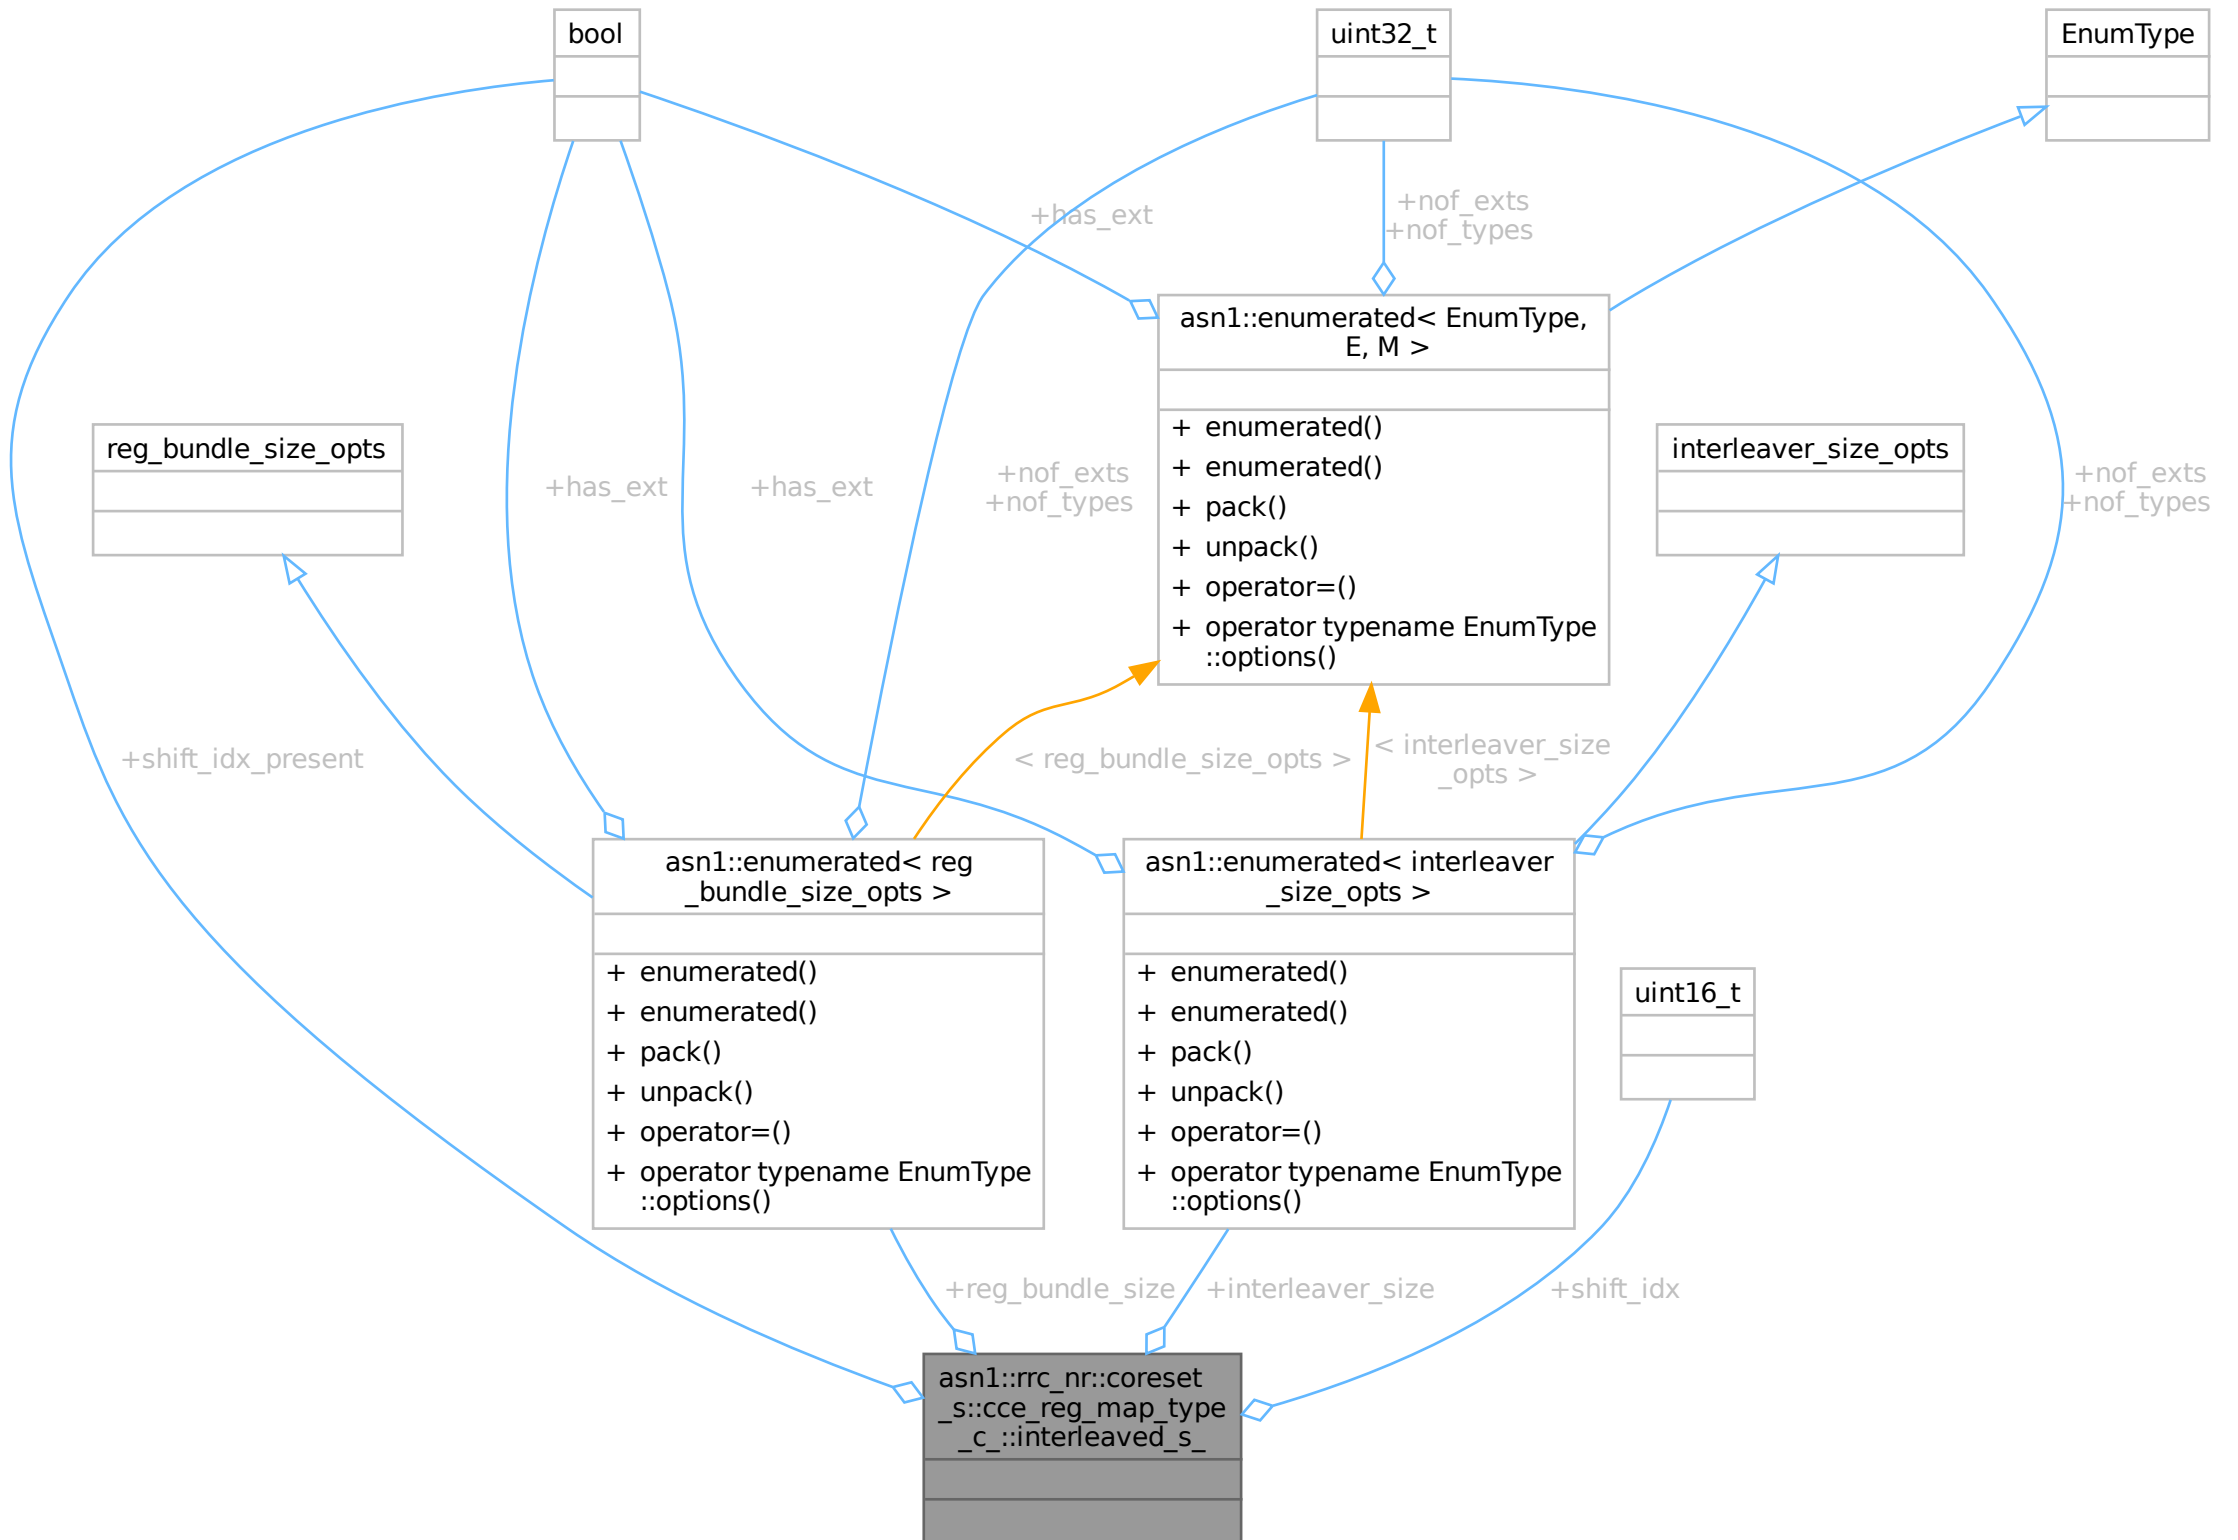 bool
uint32_t
EnumType
+has_ext
+nof_exts
+nof_types
asn1::enumerated< EnumType,
E, M >
+ enumerated()
+ enumerated()
+ pack()
+ unpack()
+ operator=()
+ operator typename EnumType
::options()
reg_bundle_size_opts
interleaver_size_opts
+has_ext
+has_ext
+nof_exts
+nof_types
+nof_exts
+nof_types
+shift_idx_present
< reg_bundle_size_opts >
< interleaver_size
_opts >
asn1::enumerated< reg
_bundle_size_opts >
+ enumerated()
+ enumerated()
+ pack()
+ unpack()
+ operator=()
+ operator typename EnumType
::options()
asn1::enumerated< interleaver
_size_opts >
+ enumerated()
+ enumerated()
+ pack()
+ unpack()
+ operator=()
+ operator typename EnumType
::options()
uint16_t
+reg_bundle_size
+interleaver_size
+shift_idx
asn1::rrc_nr::coreset
_s::cce_reg_map_type
_c_::interleaved_s_